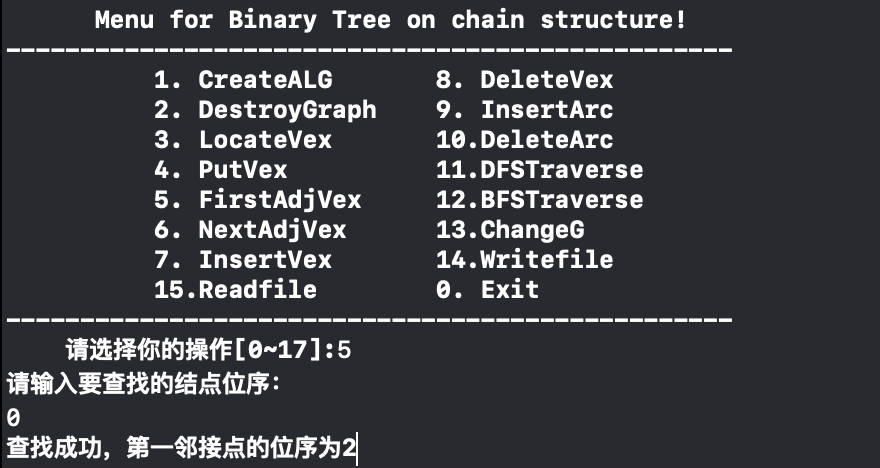 Menu for Binary Tree on chain structure!
-------------------------------------------------
1. CreateALG 8. DeleteVex
2. DestroyGraph 9. InsertArc
3. LocateVex 10.DeleteArc
4. PutVex 11.DFSTraverse
5. FirstAdjVex 12.BFSTraverse
6. NextAdjVex 13.ChangeG
7. InsertVex 14.Writefile
15.Readfile 0. Exit
-------------------------------------------------
请选择你的操作[0~17]:5
请输入要查找的结点位序：
0
查找成功，第一邻接点的位序为2